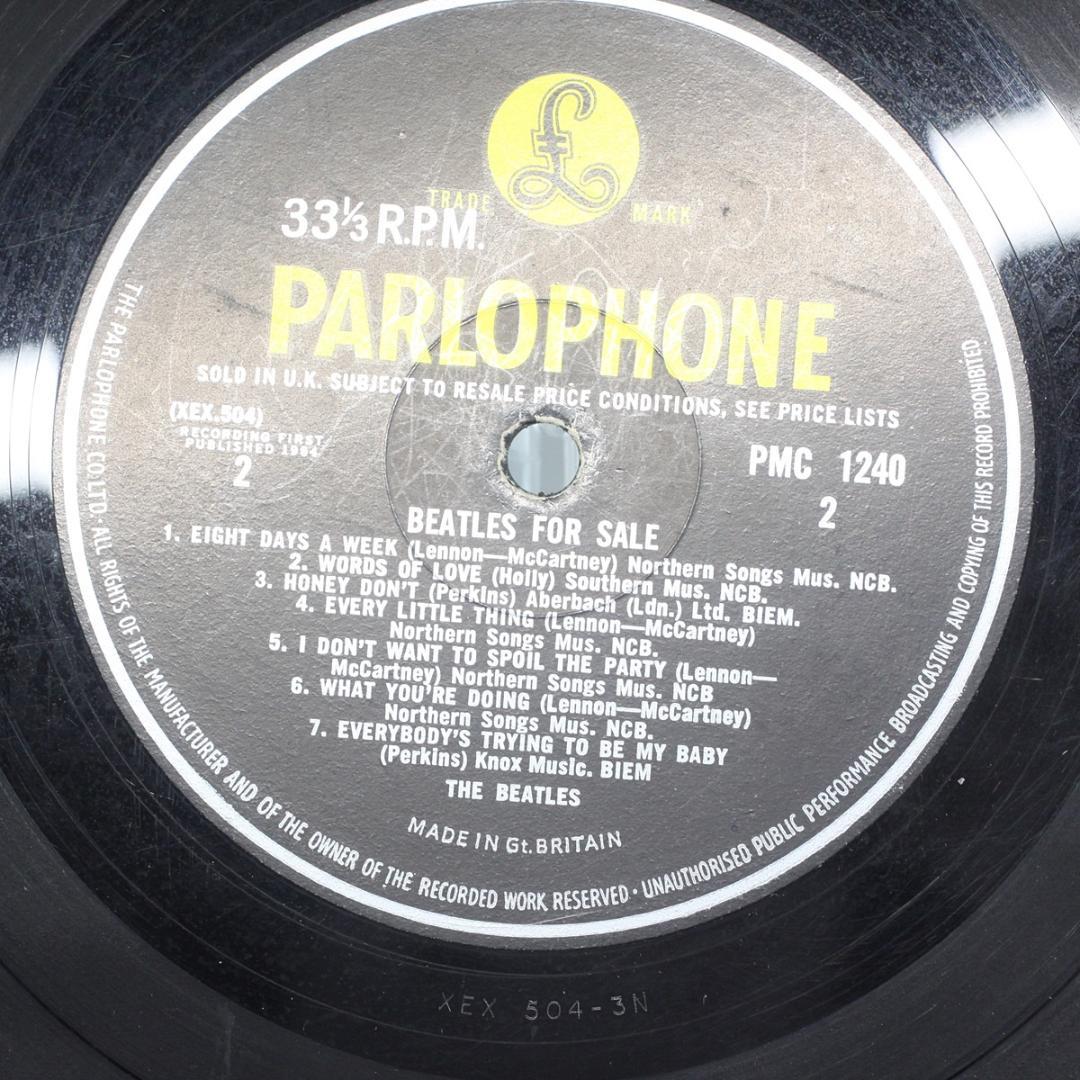 £
TRADE MARK
33⅓ R.P.M.
PARLOPHONE
SOLD IN U.K. SUBJECT TO RESALE PRICE CONDITIONS, SEE PRICE LISTS
(XEX.504)
RECORDING FIRST
PUBLISHED 1964
2
PMC 1240
2
BEATLES FOR SALE
1. EIGHT DAYS A WEEK (Lennon—McCartney) Northern Songs Mus. NCB.
2. WORDS OF LOVE (Holly) Southern Mus. NCB.
3. HONEY DON'T (Perkins) Aberbach (Ldn.) Ltd. BIEM.
4. EVERY LITTLE THING (Lennon—McCartney)
Northern Songs Mus. NCB.
5. I DON'T WANT TO SPOIL THE PARTY (Lennon—
McCartney) Northern Songs Mus. NCB
6. WHAT YOU'RE DOING (Lennon—McCartney)
Northern Songs Mus. NCB.
7. EVERYBODY'S TRYING TO BE MY BABY
(Perkins) Knox Music. BIEM
THE BEATLES
MADE IN Gt. BRITAIN
THE PARLOPHONE CO. LTD. ALL RIGHTS OF THE MANUFACTURER AND OF THE OWNER OF THE RECORDED WORK RESERVED · UNAUTHORISED PUBLIC PERFORMANCE BROADCASTING AND COPYING OF THIS RECORD PROHIBITED
XEX 504-3N